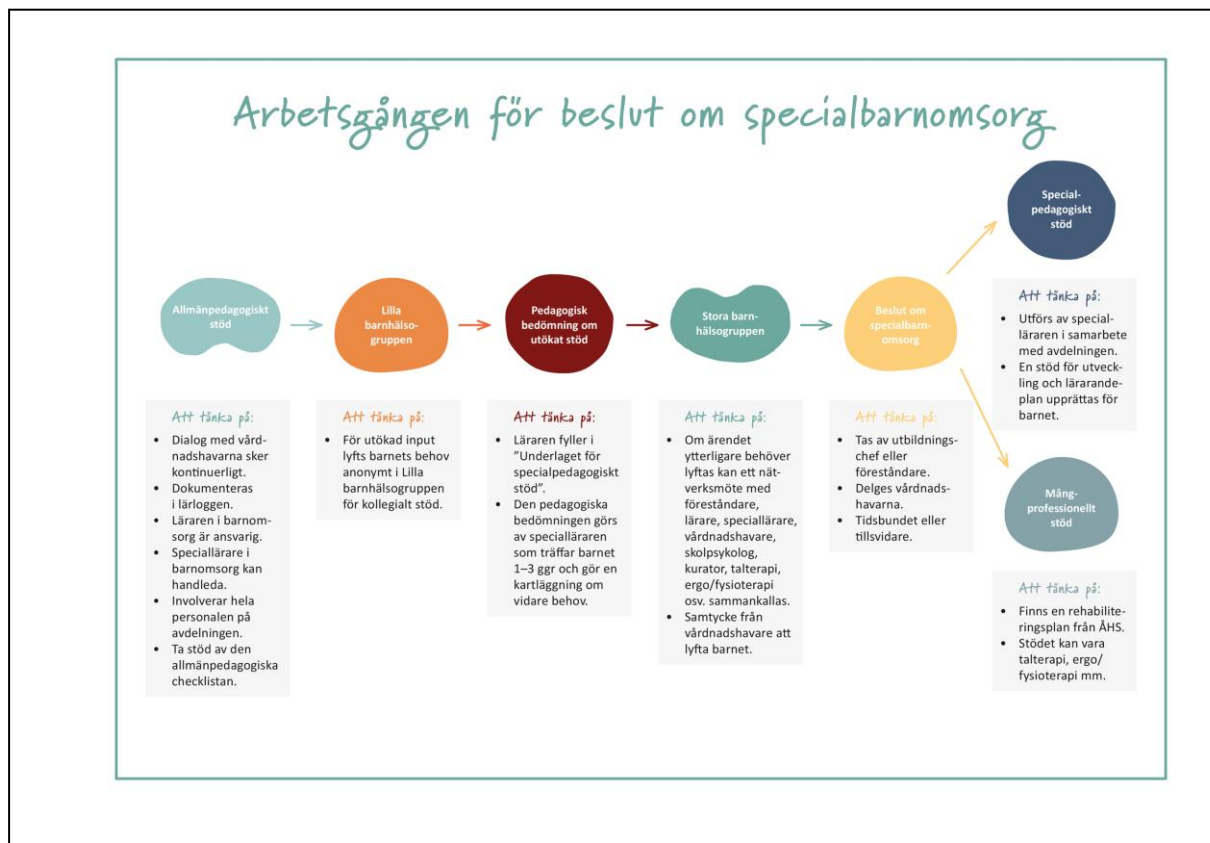 Arbetsgången för beslut om specialbarnomsorg
Allmänpedagogiskt
stöd
Att tänka på:
• Dialog med vård-
nadshavarna sker
kontinuerligt.
• Dokumenteras
i lärloggen.
• Läraren i barnom-
sorg är ansvarig.
• Speciallärare i
barnomsorg kan
handleda.
• Involverar hela
personalen på
avdelningen.
• Ta stöd av den
allmänpedagogiska
checklistan.
Lilla
barnhälso-
gruppen
Att tänka på:
• För utökad input
lyfts barnets behov
anonymt i Lilla
barnhälsogruppen
för kollegialt stöd.
Pedagogisk
bedömning om
utökat stöd
Att tänka på:
• Läraren fyller i
”Underlaget för
specialpedagogiskt
stöd”.
• Den pedagogiska
bedömningen görs
av specialläraren
som träffar barnet
1–3 ggr och gör en
kartläggning om
vidare behov.
Stora barn-
hälsogruppen
Att tänka på:
• Om ärendet
ytterligare behöver
lyftas kan ett nät-
verksmöte med
föreståndare,
lärare, speciallärare,
vårdnadshavare,
skolpsykolog,
kurator, talterapi,
ergo/fysioterapi
osv. sammankallas.
• Samtycke från
vårdnadshavare att
lyfta barnet.
Beslut om
specialbarn-
omsorg
Att tänka på:
• Tas av utbildnings-
chef eller
föreståndare.
• Delges vårdnads-
havarna.
• Tidsbundet eller
tillsvidare.
Special-
pedagogiskt
stöd
Att tänka på:
• Utförs av special-
läraren i samarbete
med avdelningen.
• En stöd för utveck-
ling och lärarande-
plan upprättas för
barnet.
Mång-
professionellt
stöd
Att tänka på:
• Finns en rehabilite-
ringsplan från ÅHS.
• Stödet kan vara
talterapi, ergo/
fysioterapi mm.